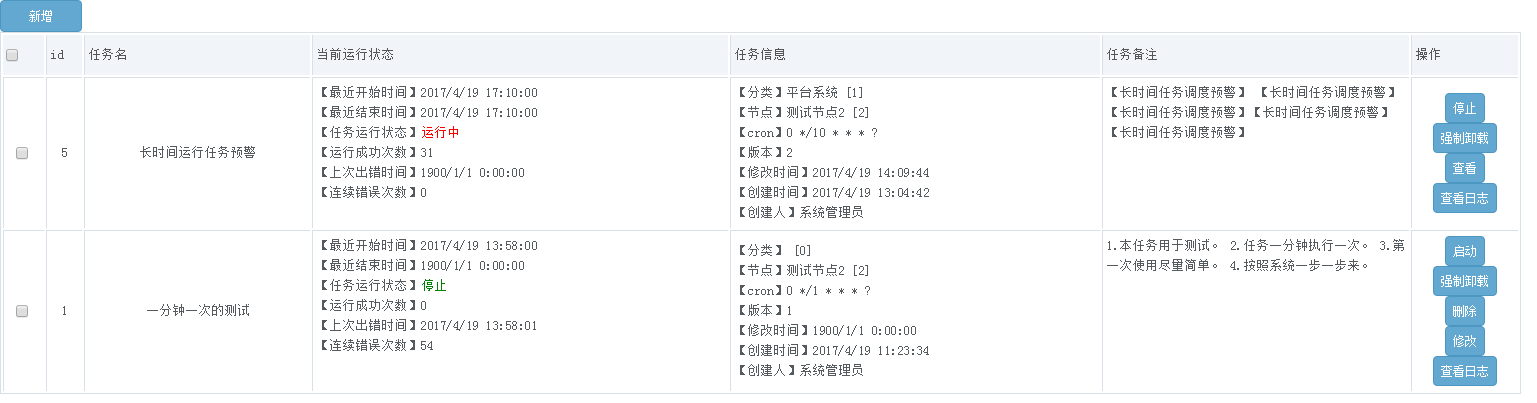 新增
id 任务名 当前运行状态 任务信息 任务备注 操作
5
长时间运行任务预警
【最近开始时间】2017/4/19 17:10:00
【最近结束时间】2017/4/19 17:10:00
【任务运行状态】运行中
【运行成功次数】31
【上次出错时间】1900/1/1 0:00:00
【连续错误次数】0
【分类】平台系统 [1]
【节点】测试节点2 [2]
【cron】0 */10 * * * ?
【版本】2
【修改时间】2017/4/19 14:09:44
【创建时间】2017/4/19 13:04:42
【创建人】系统管理员
【长时间任务调度预警】 【长时间任务调度预警】
【长时间任务调度预警】【长时间任务调度预警】
【长时间任务调度预警】
停止
强制卸载
查看
查看日志
1
一分钟一次的测试
【最近开始时间】2017/4/19 13:58:00
【最近结束时间】1900/1/1 0:00:00
【任务运行状态】停止
【运行成功次数】0
【上次出错时间】2017/4/19 13:58:01
【连续错误次数】54
【分类】 [0]
【节点】测试节点2 [2]
【cron】0 */1 * * * ?
【版本】1
【修改时间】1900/1/1 0:00:00
【创建时间】2017/4/19 11:23:34
【创建人】系统管理员
1.本任务用于测试。 2.任务一分钟执行一次。 3.第
一次使用尽量简单。 4.按照系统一步一步来。
启动
强制卸载
删除
修改
查看日志